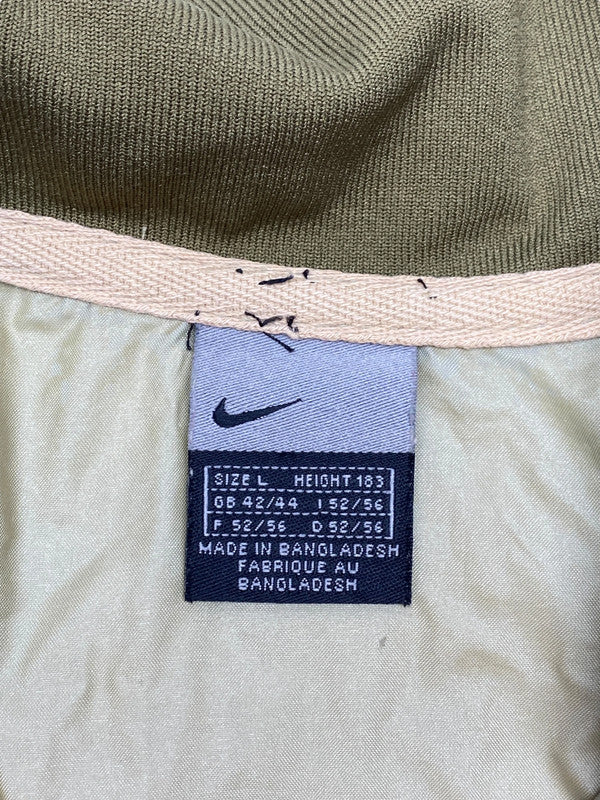 SIZE L HEIGHT 183
GB 42/44 I 52/56
F 52/56 D 52/56
MADE IN BANGLADESH
FABRIQUE AU
BANGLADESH